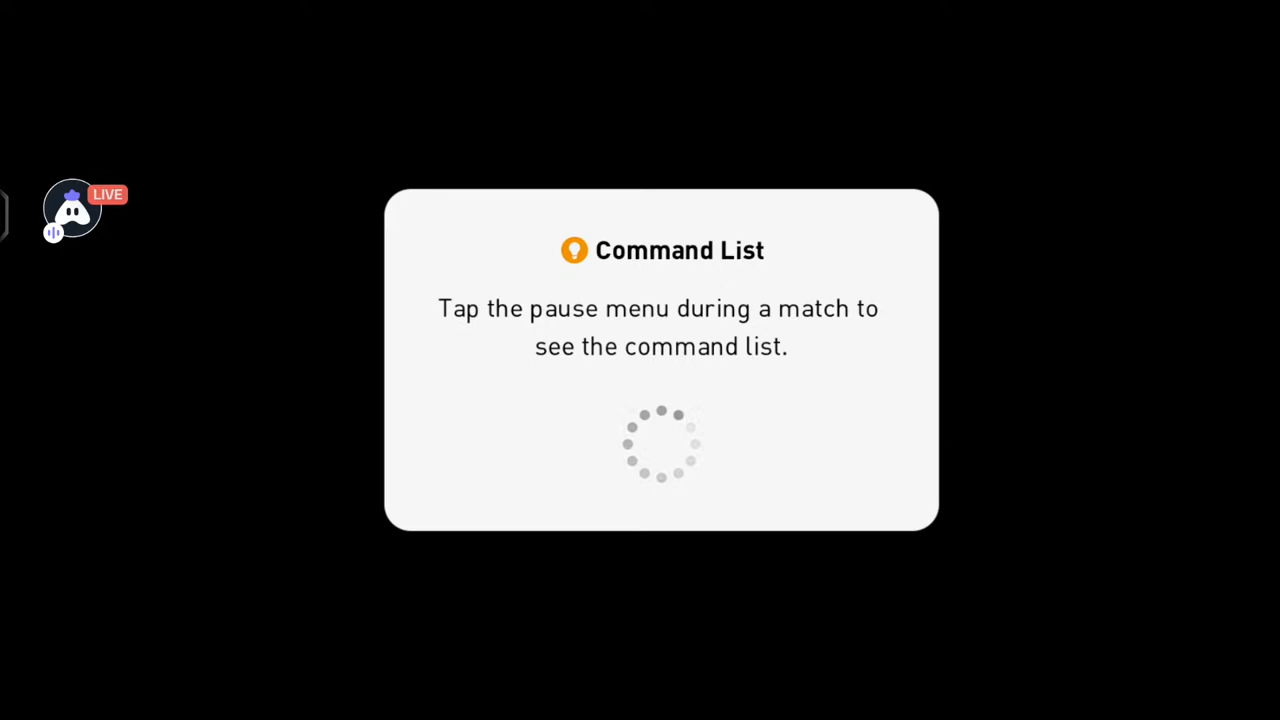 LIVE
Command List
Tap the pause menu during a match to
see the command list.